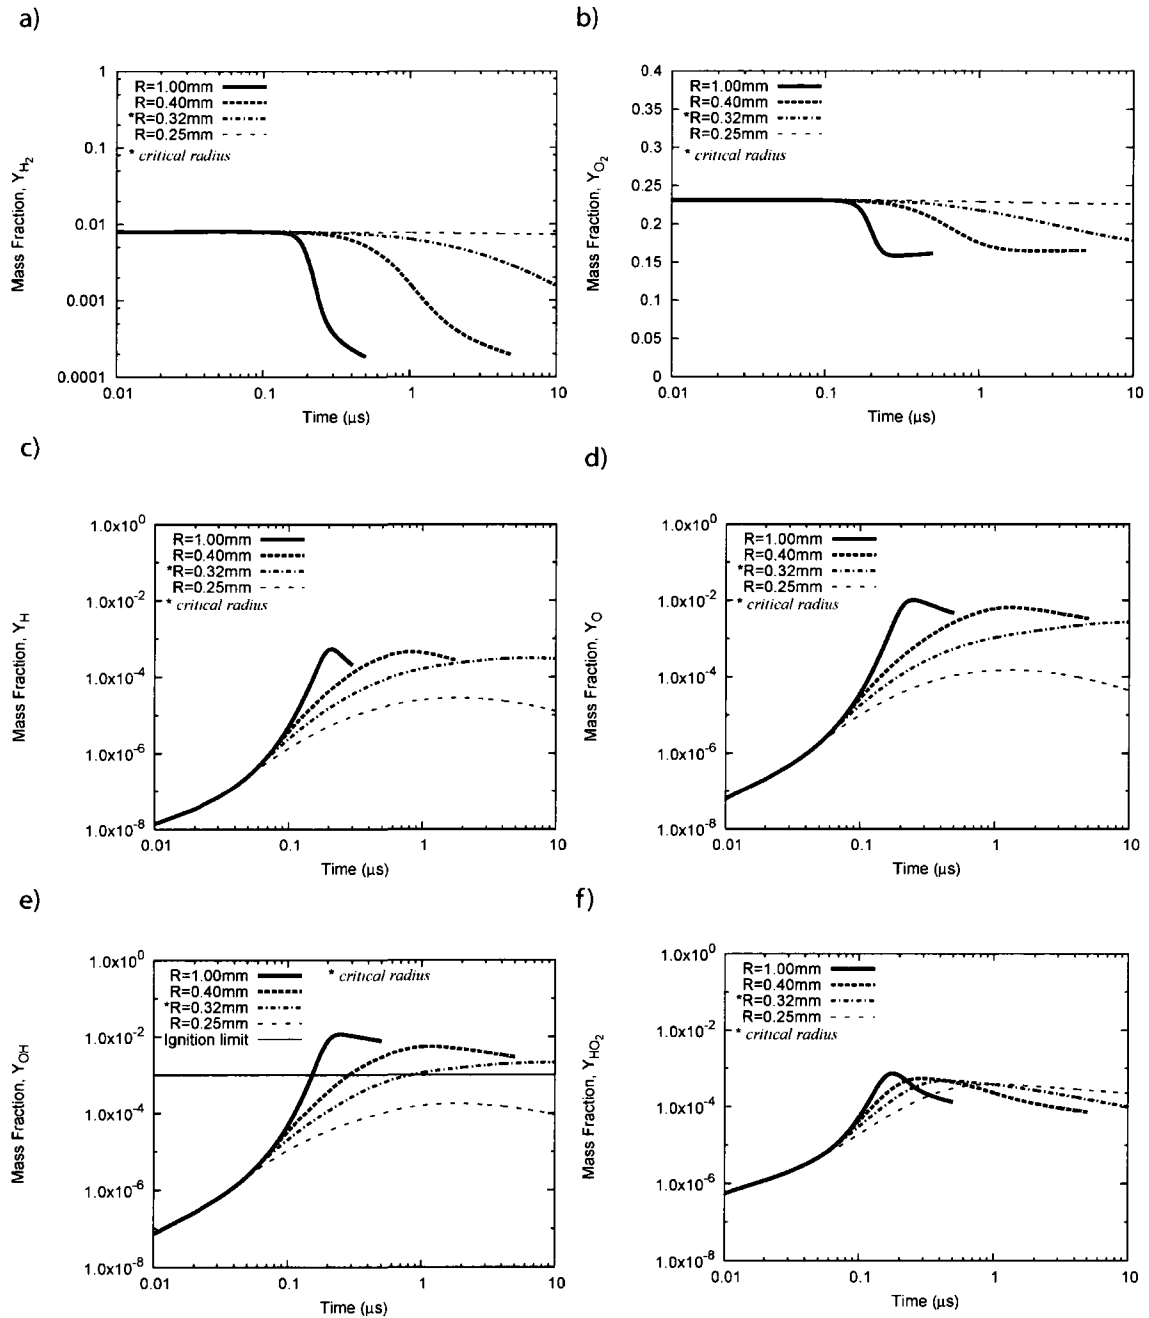 a)
1
0.1
0.01
0.001
0.0001
Mass Fraction, YH2
R=1.00mm
R=0.40mm
*R=0.32mm
R=0.25mm
* critical radius
0.01 0.1 1 10
Time (μs)
b)
0.4
0.35
0.3
0.25
0.2
0.15
0.1
0.05
0
Mass Fraction, YO2
R=1.00mm
R=0.40mm
*R=0.32mm
R=0.25mm
* critical radius
0.01 0.1 1 10
Time (μs)
c)
1.0x10^0
1.0x10^-2
1.0x10^-4
1.0x10^-6
1.0x10^-8
Mass Fraction, YH
R=1.00mm
R=0.40mm
*R=0.32mm
R=0.25mm
* critical radius
0.01 0.1 1 10
Time (μs)
d)
1.0x10^0
1.0x10^-2
1.0x10^-4
1.0x10^-6
1.0x10^-8
Mass Fraction, YO
R=1.00mm
R=0.40mm
*R=0.32mm
R=0.25mm
* critical radius
0.01 0.1 1 10
Time (μs)
e)
1.0x10^0
1.0x10^-2
1.0x10^-4
1.0x10^-6
1.0x10^-8
Mass Fraction, YOH
R=1.00mm
R=0.40mm
*R=0.32mm
R=0.25mm
Ignition limit
* critical radius
0.01 0.1 1 10
Time (μs)
f)
1.0x10^0
1.0x10^-2
1.0x10^-4
1.0x10^-6
1.0x10^-8
Mass Fraction, YHO2
R=1.00mm
R=0.40mm
*R=0.32mm
R=0.25mm
* critical radius
0.01 0.1 1 10
Time (μs)